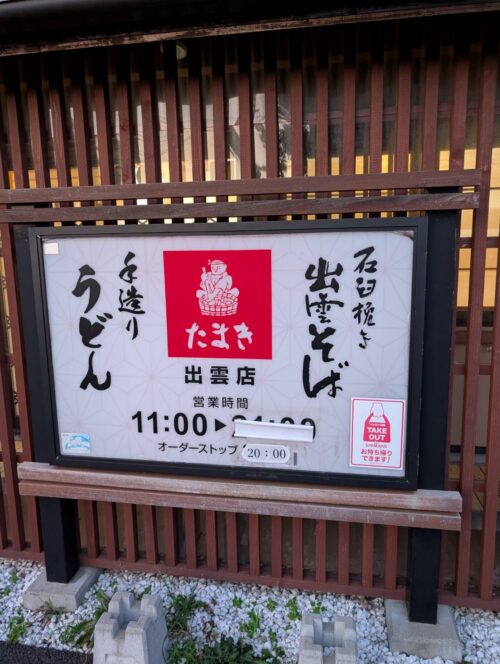 石臼挽き
出雲そば
たまき
出雲店
手造り
うどん
営業時間
11:00▶
オーダーストップ
20:00
TAKE
OUT
お持ち帰り
できます!